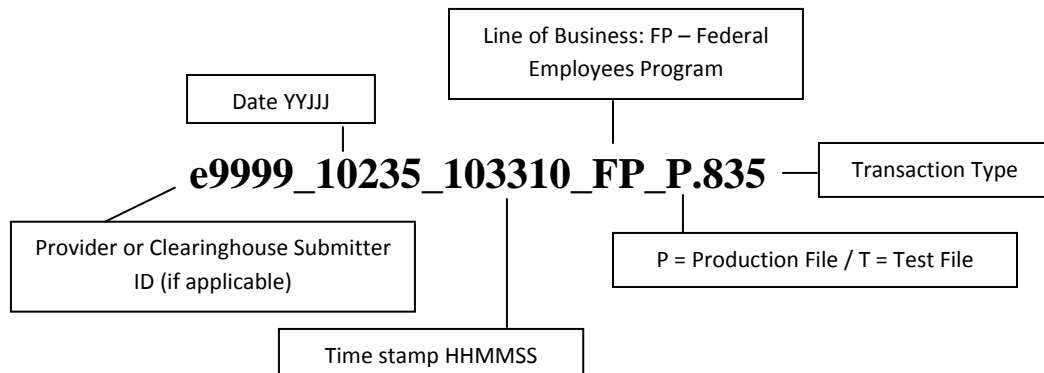 Line of Business: FP – Federal
Employees Program
Date YYJJJ
e9999_10235_103310_FP_P.835
Transaction Type
Provider or Clearinghouse Submitter
ID (if applicable)
P = Production File / T = Test File
Time stamp HHMMSS